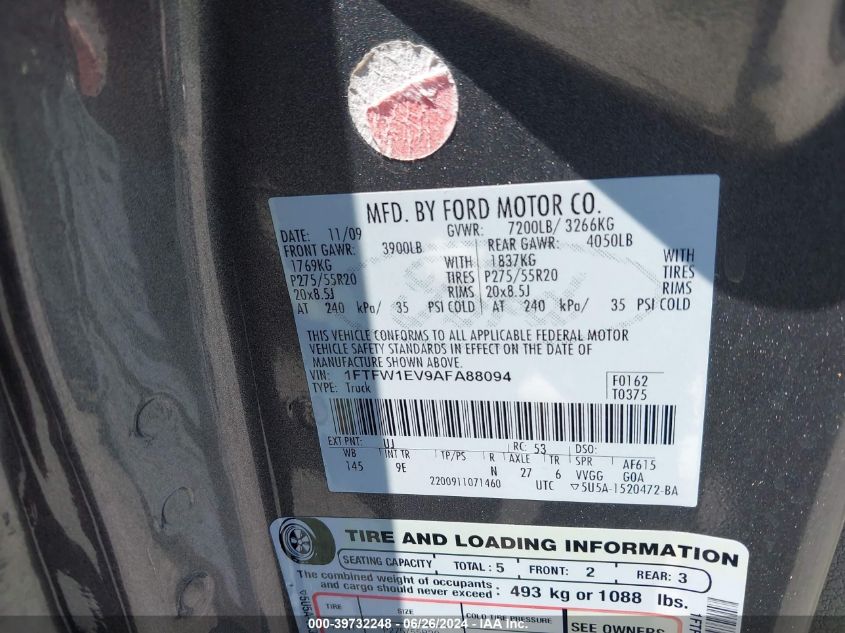 MFD. BY FORD MOTOR CO.
DATE: 11/09 GVWR: 7200LB/ 3266KG
FRONT GAWR: 3900LB REAR GAWR: 4050LB
1769KG WITH 1837KG WITH
P275/55R20 TIRES P275/55R20 TIRES
20x8.5J RIMS 20x8.5J RIMS
AT 240 kPa/ 35 PSI COLD AT 240 kPa/ 35 PSI COLD
THIS VEHICLE CONFORMS TO ALL APPLICABLE FEDERAL MOTOR
VEHICLE SAFETY STANDARDS IN EFFECT ON THE DATE OF
MANUFACTURE SHOWN ABOVE.
VIN: 1FTFW1EV9AFA88094 F0162
TYPE: Truck T0375
EXT PNT: UJ RC: 53 DSO:
WB INT TR TP/PS R AXLE TR SPR AF615
145 9E N 27 6 VVGG GOA
2200911071460 UTC ▽5U5A-1520472-BA
TIRE AND LOADING INFORMATION
SEATING CAPACITY TOTAL: 5 FRONT: 2 REAR: 3
The combined weight of occupants
and cargo should never exceed: 493 kg or 1088 lbs.
TIRE SIZE COLD TIRE PRESSURE SEE OWNERS
P275/55R20
000-39732248 - 06/26/2024 - IAA Inc.